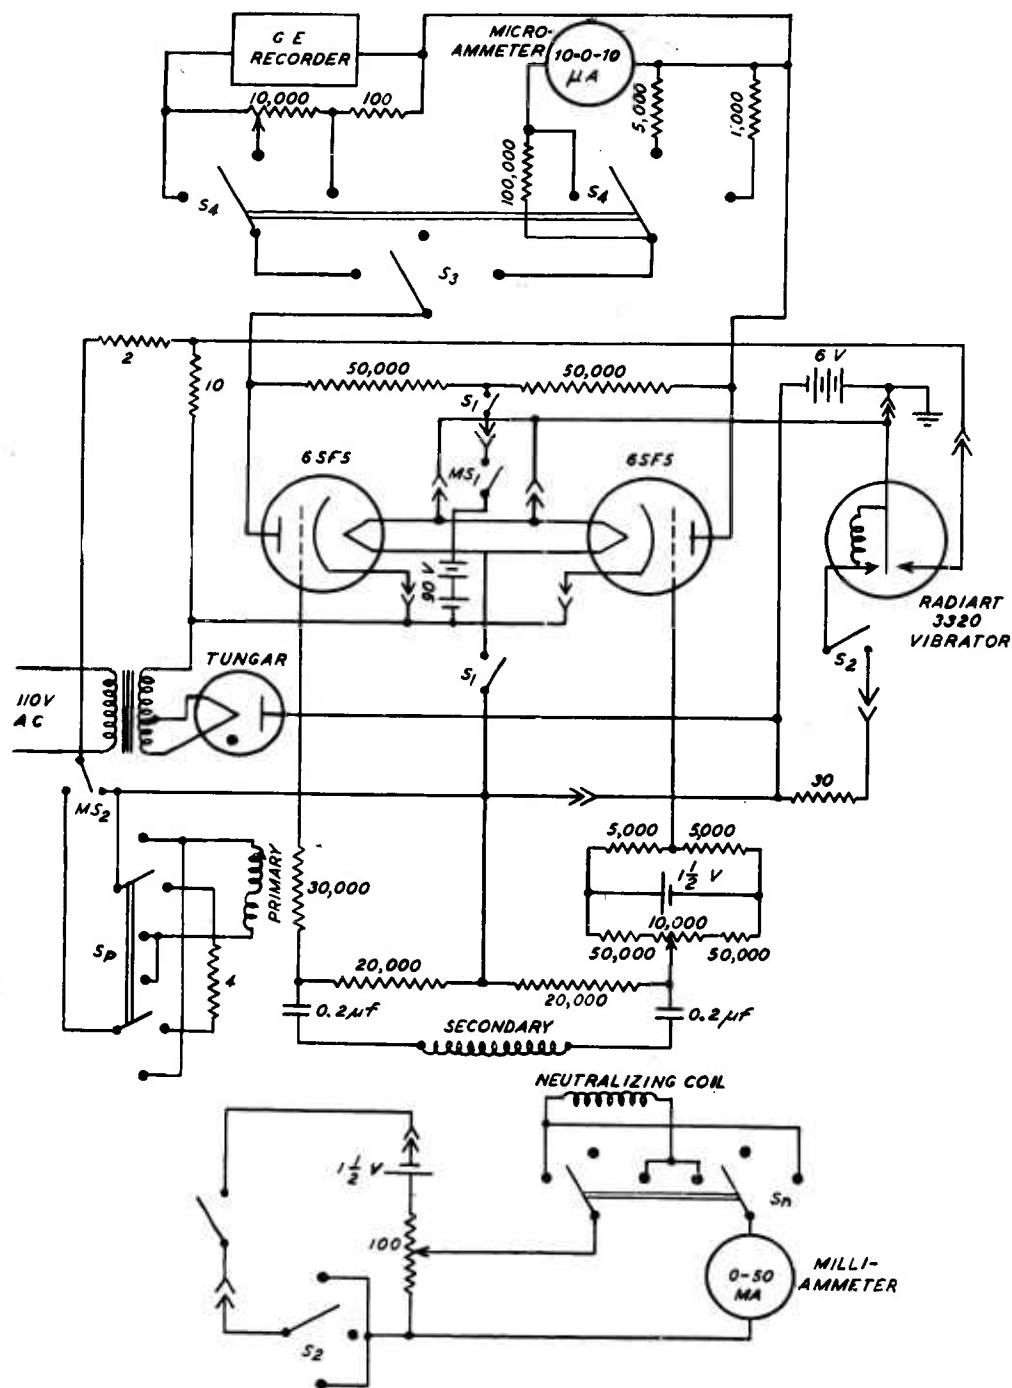 G E
RECORDER
MICRO-
AMMETER
10-0-10
μA
10,000
100
5,000
1,000
100,000
S4
S4
S3
2
10
50,000
50,000
6 V
S1
6SF5
6SF5
MS1
90 V
RADIART
3320
VIBRATOR
S2
TUNGAR
S1
110V
AC
MS2
30
5,000
5,000
1 1/2 V
PRIMARY
30,000
10,000
50,000
50,000
Sp
4
20,000
20,000
0.2μf
0.2μf
SECONDARY
NEUTRALIZING COIL
1 1/2 V
Sn
100
MILLI-
AMMETER
0-50
MA
S2